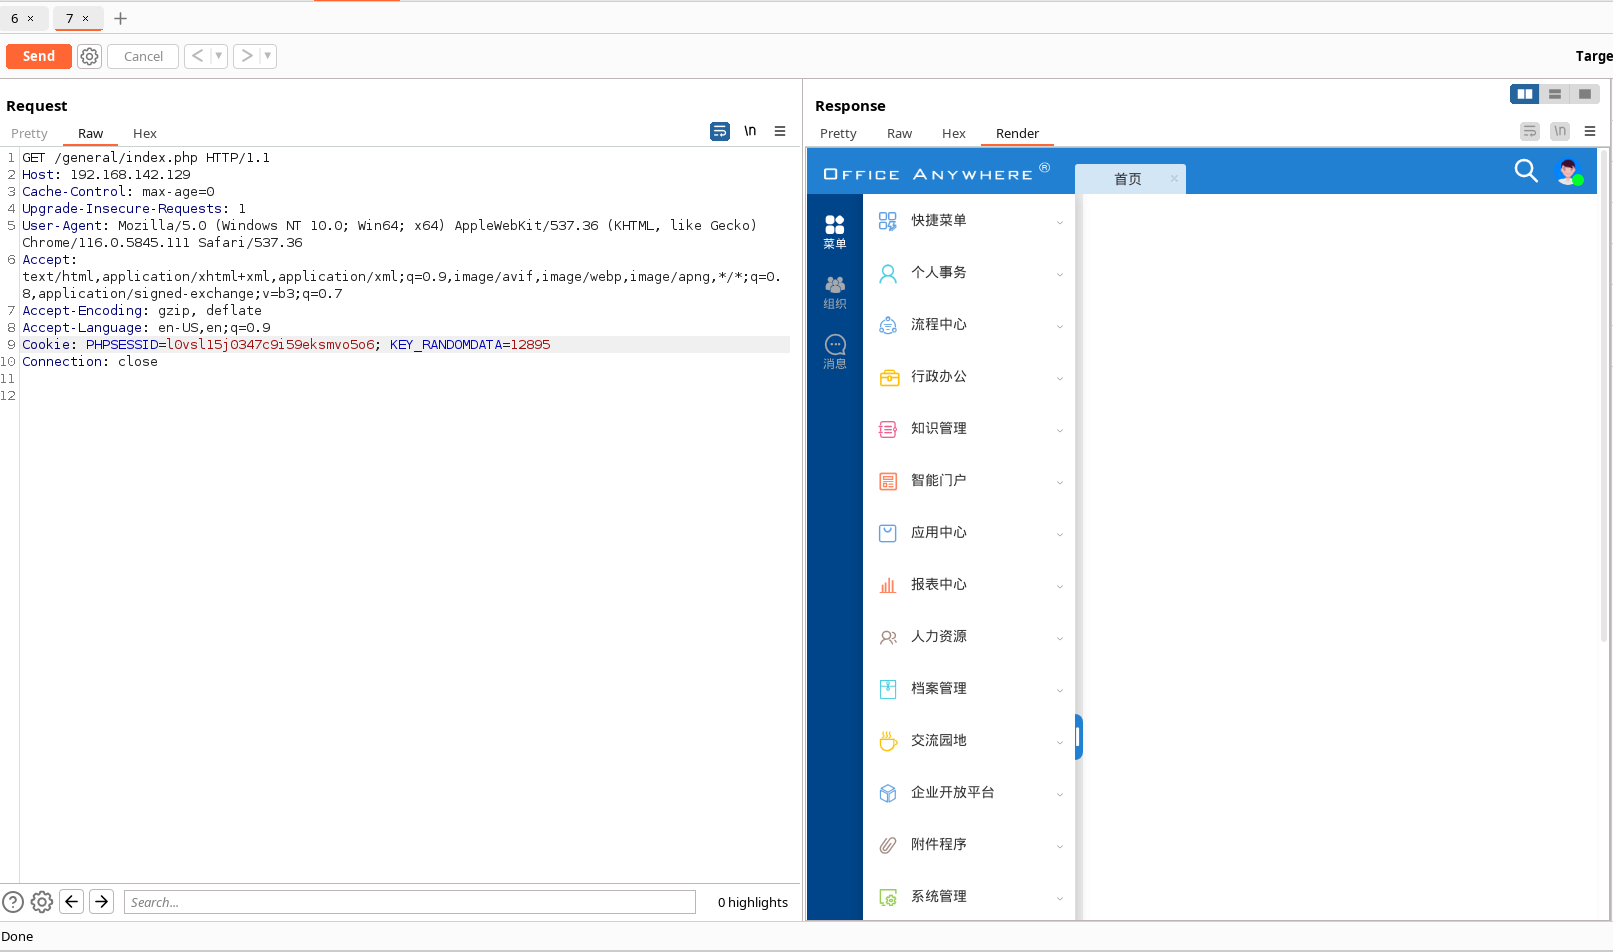 6 ×
7 ×
+
Send
Cancel
< ▼
> ▼
Targe
Request
Pretty Raw Hex
\n
1 GET /general/index.php HTTP/1.1
2 Host: 192.168.142.129
3 Cache-Control: max-age=0
4 Upgrade-Insecure-Requests: 1
5 User-Agent: Mozilla/5.0 (Windows NT 10.0; Win64; x64) AppleWebKit/537.36 (KHTML, like Gecko)
Chrome/116.0.5845.111 Safari/537.36
6 Accept:
text/html,application/xhtml+xml,application/xml;q=0.9,image/avif,image/webp,image/apng,*/*;q=0.
8,application/signed-exchange;v=b3;q=0.7
7 Accept-Encoding: gzip, deflate
8 Accept-Language: en-US,en;q=0.9
9 Cookie: PHPSESSID=l0vsl15j0347c9i59eksmvo5o6; KEY_RANDOMDATA=12895
10 Connection: close
11
12
Search...
0 highlights
Done
Response
Pretty Raw Hex Render
\n
OFFICE ANYWHERE ®
首页 ×
菜单
组织
消息
快捷菜单
个人事务
流程中心
行政办公
知识管理
智能门户
应用中心
报表中心
人力资源
档案管理
交流园地
企业开放平台
附件程序
系统管理